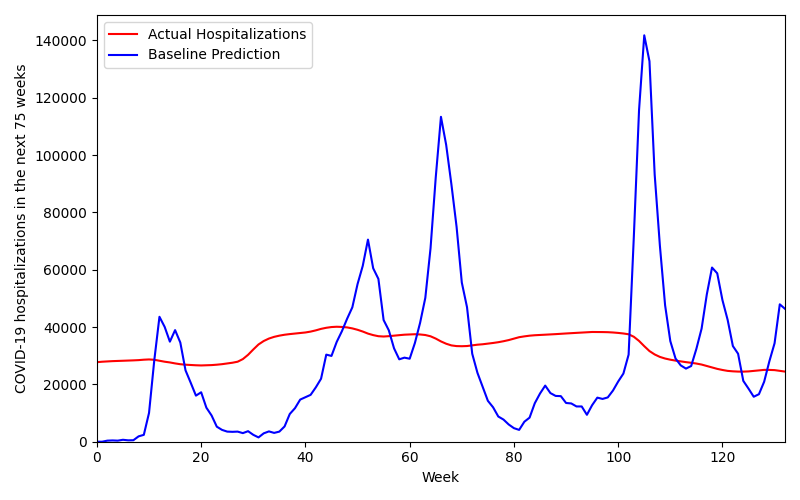 Actual Hospitalizations
Baseline Prediction
COVID-19 hospitalizations in the next 75 weeks
140000
120000
100000
80000
60000
40000
20000
0
0 20 40 60 80 100 120
Week